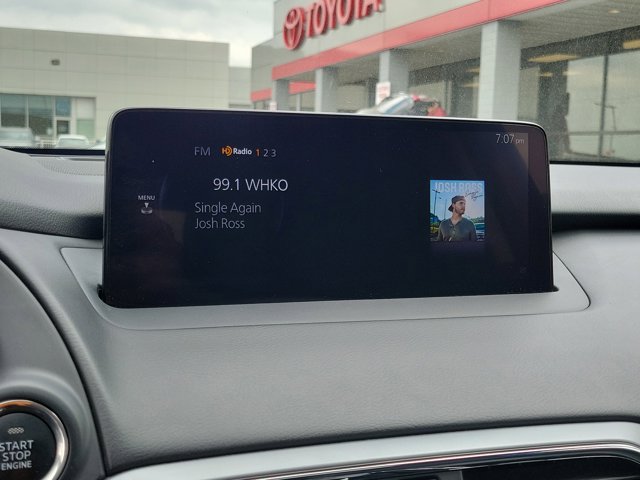 TOYOTA
7:07 pm
FM HD Radio 1 2 3
99.1 WHKO
MENU
Single Again
Josh Ross
JOSH ROSS
START
STOP
ENGINE